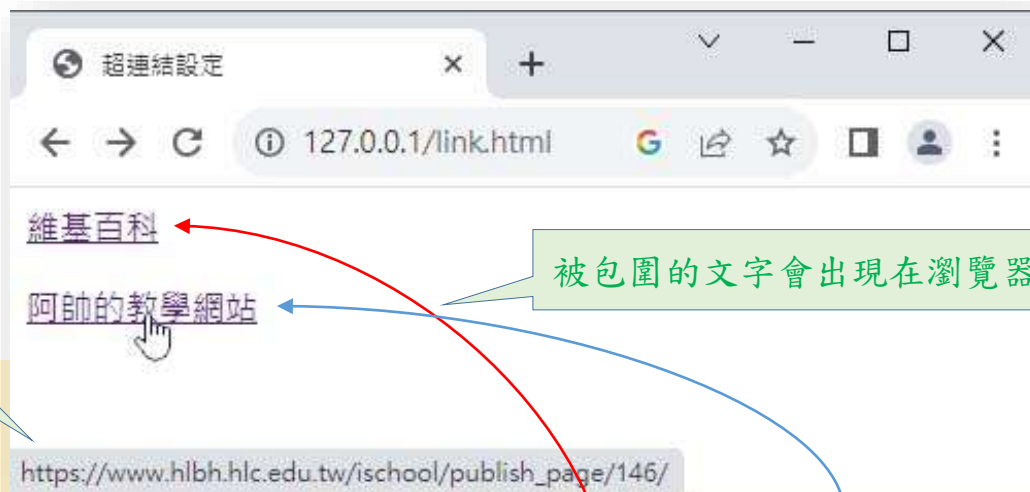 超連結設定
127.0.0.1/link.html
維基百科
被包圍的文字會出現在瀏覽器
阿帥的教學網站
https://www.hlbh.hlc.edu.tw/ischool/publish_page/146/